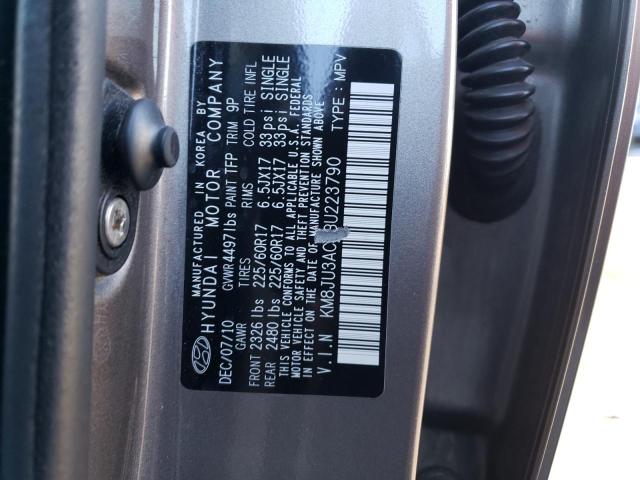 MANUFACTURED IN KOREA BY
HYUNDAI MOTOR COMPANY
DEC/07/10 GVWR 4497lbs PAINT TFP TRIM 9P
GAWR TIRES RIMS COLD TIRE INFL
FRONT 2326 lbs 225/60R17 6.5JX17 33psi SINGLE
REAR 2480 lbs 225/60R17 6.5JX17 33psi SINGLE
THIS VEHICLE CONFORMS TO ALL APPLICABLE U.S.A FEDERAL
MOTOR VEHICLE SAFETY AND THEFT PREVENTION STANDARDS
IN EFFECT ON THE DATE OF MANUFACTURE SHOWN ABOVE.
V.I.N KM8JU3AC U223790 TYPE : MPV